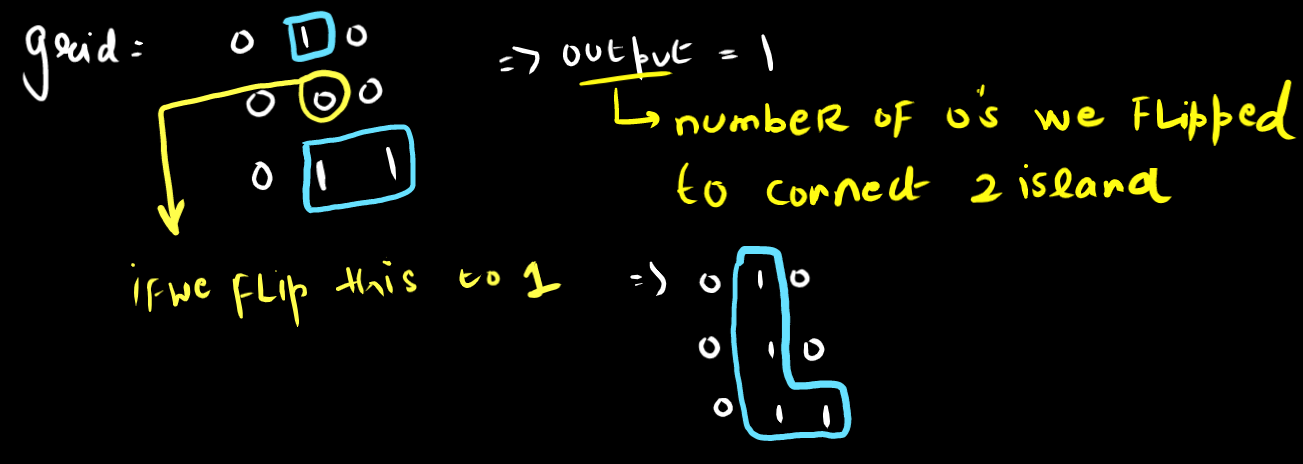 grid = 0 1 0 => output = 1
0 0 0 number of 0's we flipped
0 1 1 to connect 2 island
if we flip this to 1 => 0 1 0
0 1 0
0 1 1